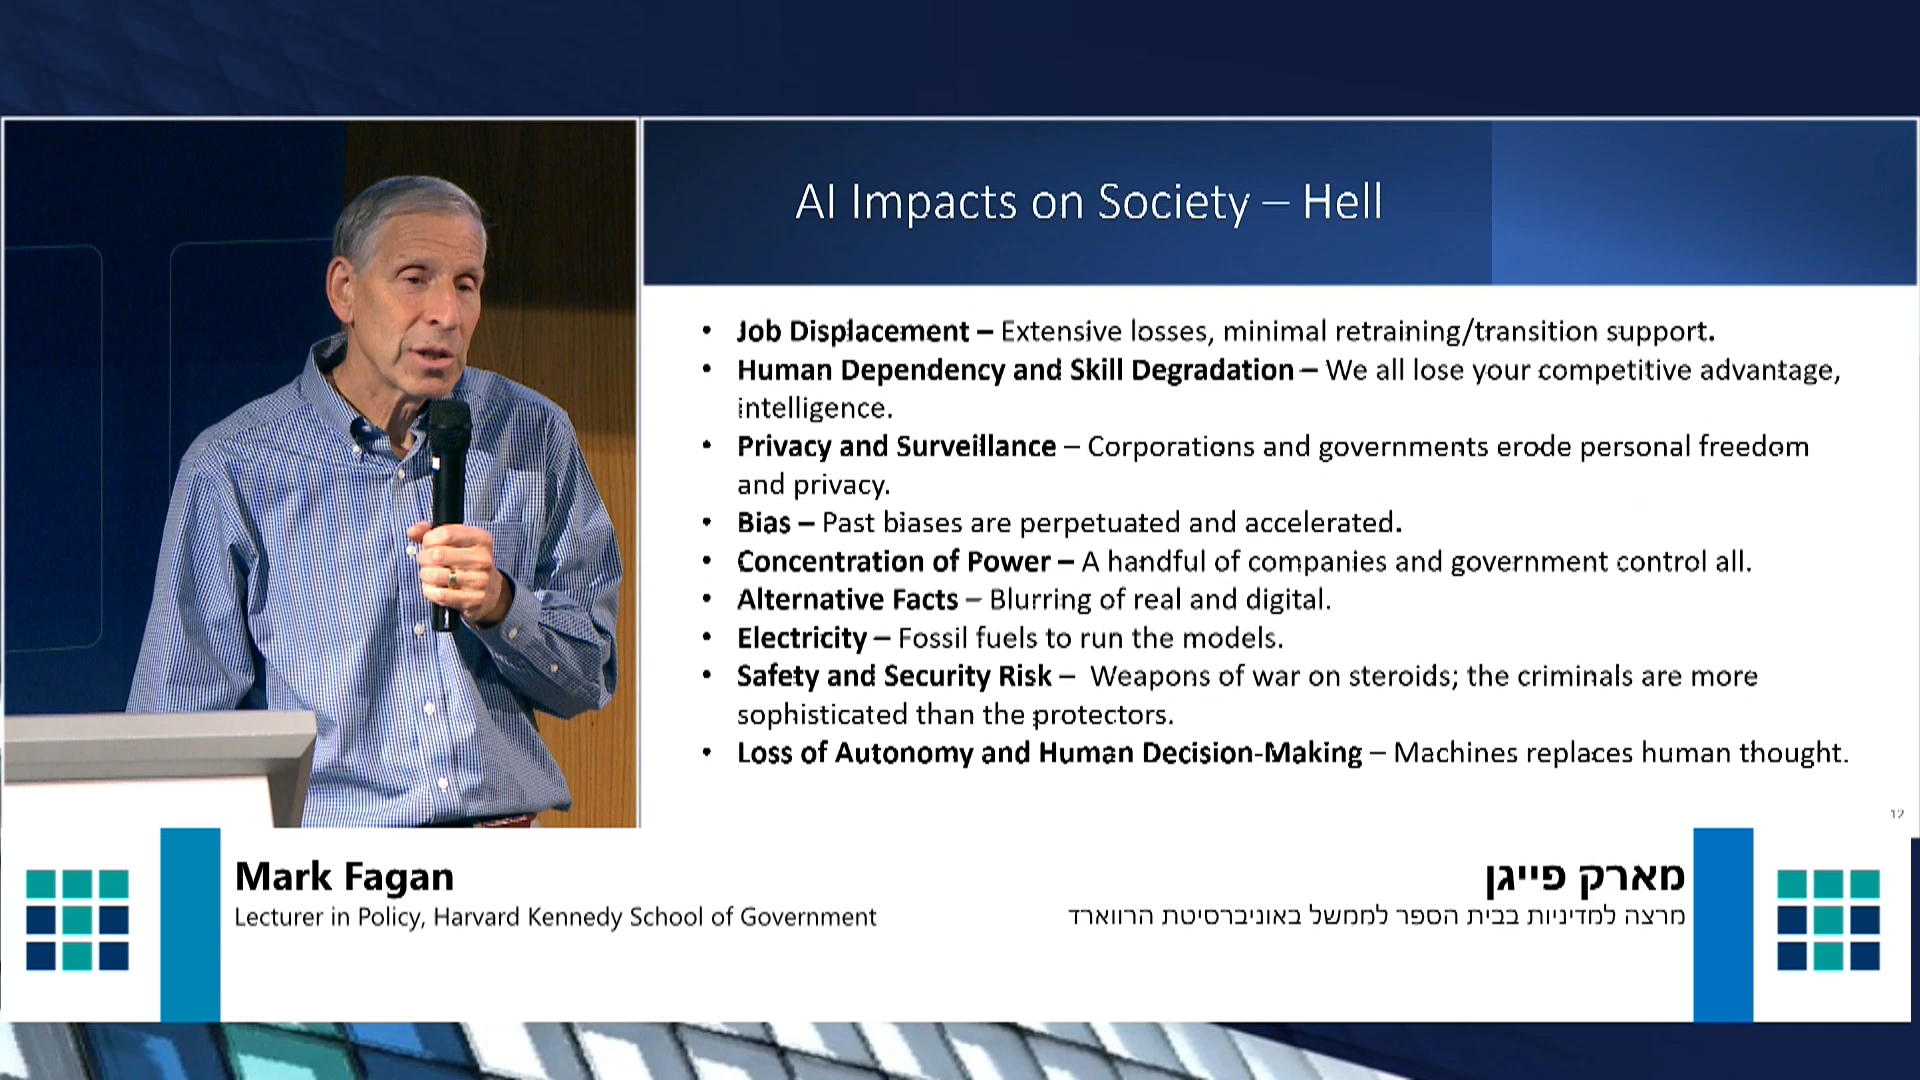 AI Impacts on Society – Hell
• Job Displacement – Extensive losses, minimal retraining/transition support.
• Human Dependency and Skill Degradation – We all lose your competitive advantage,
intelligence.
• Privacy and Surveillance – Corporations and governments erode personal freedom
and privacy.
• Bias – Past biases are perpetuated and accelerated.
• Concentration of Power – A handful of companies and government control all.
• Alternative Facts – Blurring of real and digital.
• Electricity – Fossil fuels to run the models.
• Safety and Security Risk – Weapons of war on steroids; the criminals are more
sophisticated than the protectors.
• Loss of Autonomy and Human Decision-Making – Machines replaces human thought.
12
Mark Fagan
Lecturer in Policy, Harvard Kennedy School of Government
מארק פייגן
מרצה למדיניות בבית הספר לממשל באוניברסיטת הרווארד